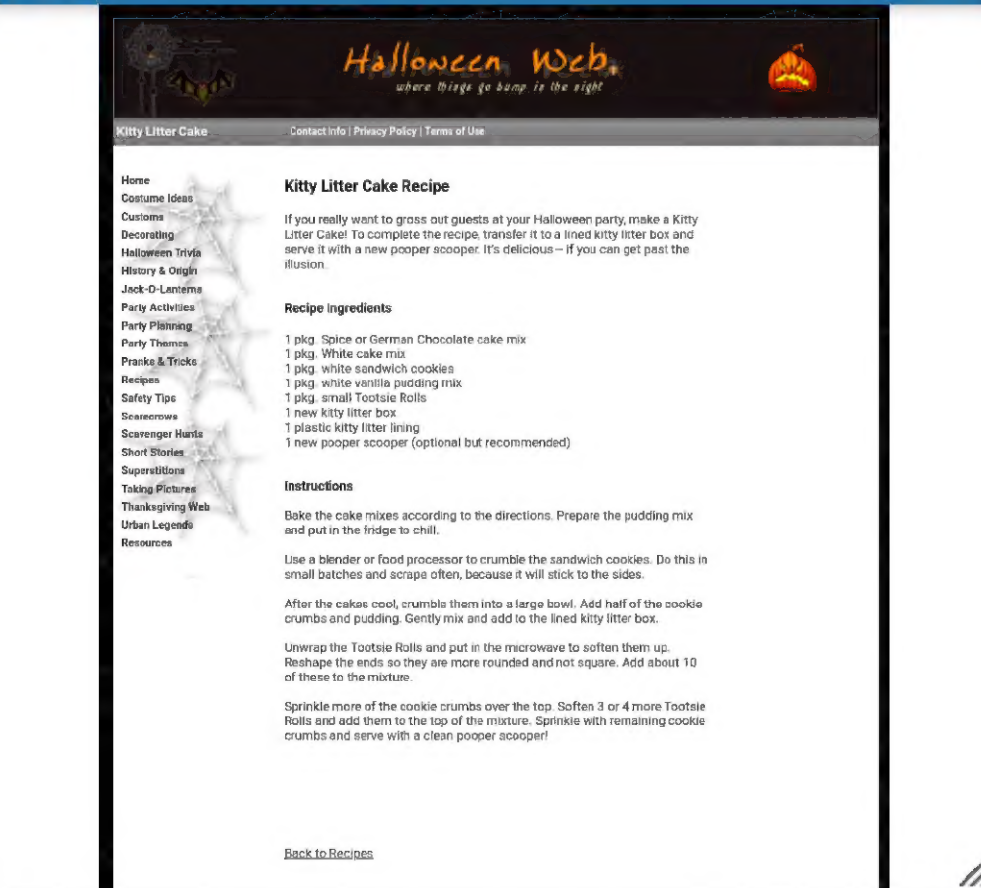 Halloween Web.
where things go bump in the night
Kitty Litter Cake
Contact Info | Privacy Policy | Terms of Use
Home
Costume Ideas
Customs
Decorating
Halloween Trivia
History & Origin
Jack-O-Lanterns
Party Activities
Party Planning
Party Themes
Pranks & Tricks
Recipes
Safety Tips
Scarecrows
Scavenger Hunts
Short Stories
Superstitions
Taking Pictures
Thanksgiving Web
Urban Legends
Resources
Kitty Litter Cake Recipe
If you really want to gross out guests at your Halloween party, make a Kitty
Litter Cake! To complete the recipe, transfer it to a lined kitty litter box and
serve it with a new pooper scooper. It's delicious — if you can get past the
illusion.
Recipe Ingredients
1 pkg. Spice or German Chocolate cake mix
1 pkg. White cake mix
1 pkg. white sandwich cookies
1 pkg. white vanilla pudding mix
1 pkg. small Tootsie Rolls
1 new kitty litter box
1 plastic kitty litter lining
1 new pooper scooper (optional but recommended)
Instructions
Bake the cake mixes according to the directions. Prepare the pudding mix
and put in the fridge to chill.
Use a blender or food processor to crumble the sandwich cookies. Do this in
small batches and scrape often, because it will stick to the sides.
After the cakes cool, crumble them into a large bowl. Add half of the cookie
crumbs and pudding. Gently mix and add to the lined kitty litter box.
Unwrap the Tootsie Rolls and put in the microwave to soften them up.
Reshape the ends so they are more rounded and not square. Add about 10
of these to the mixture.
Sprinkle more of the cookie crumbs over the top. Soften 3 or 4 more Tootsie
Rolls and add them to the top of the mixture. Sprinkle with remaining cookie
crumbs and serve with a clean pooper scooper!
Back to Recipes